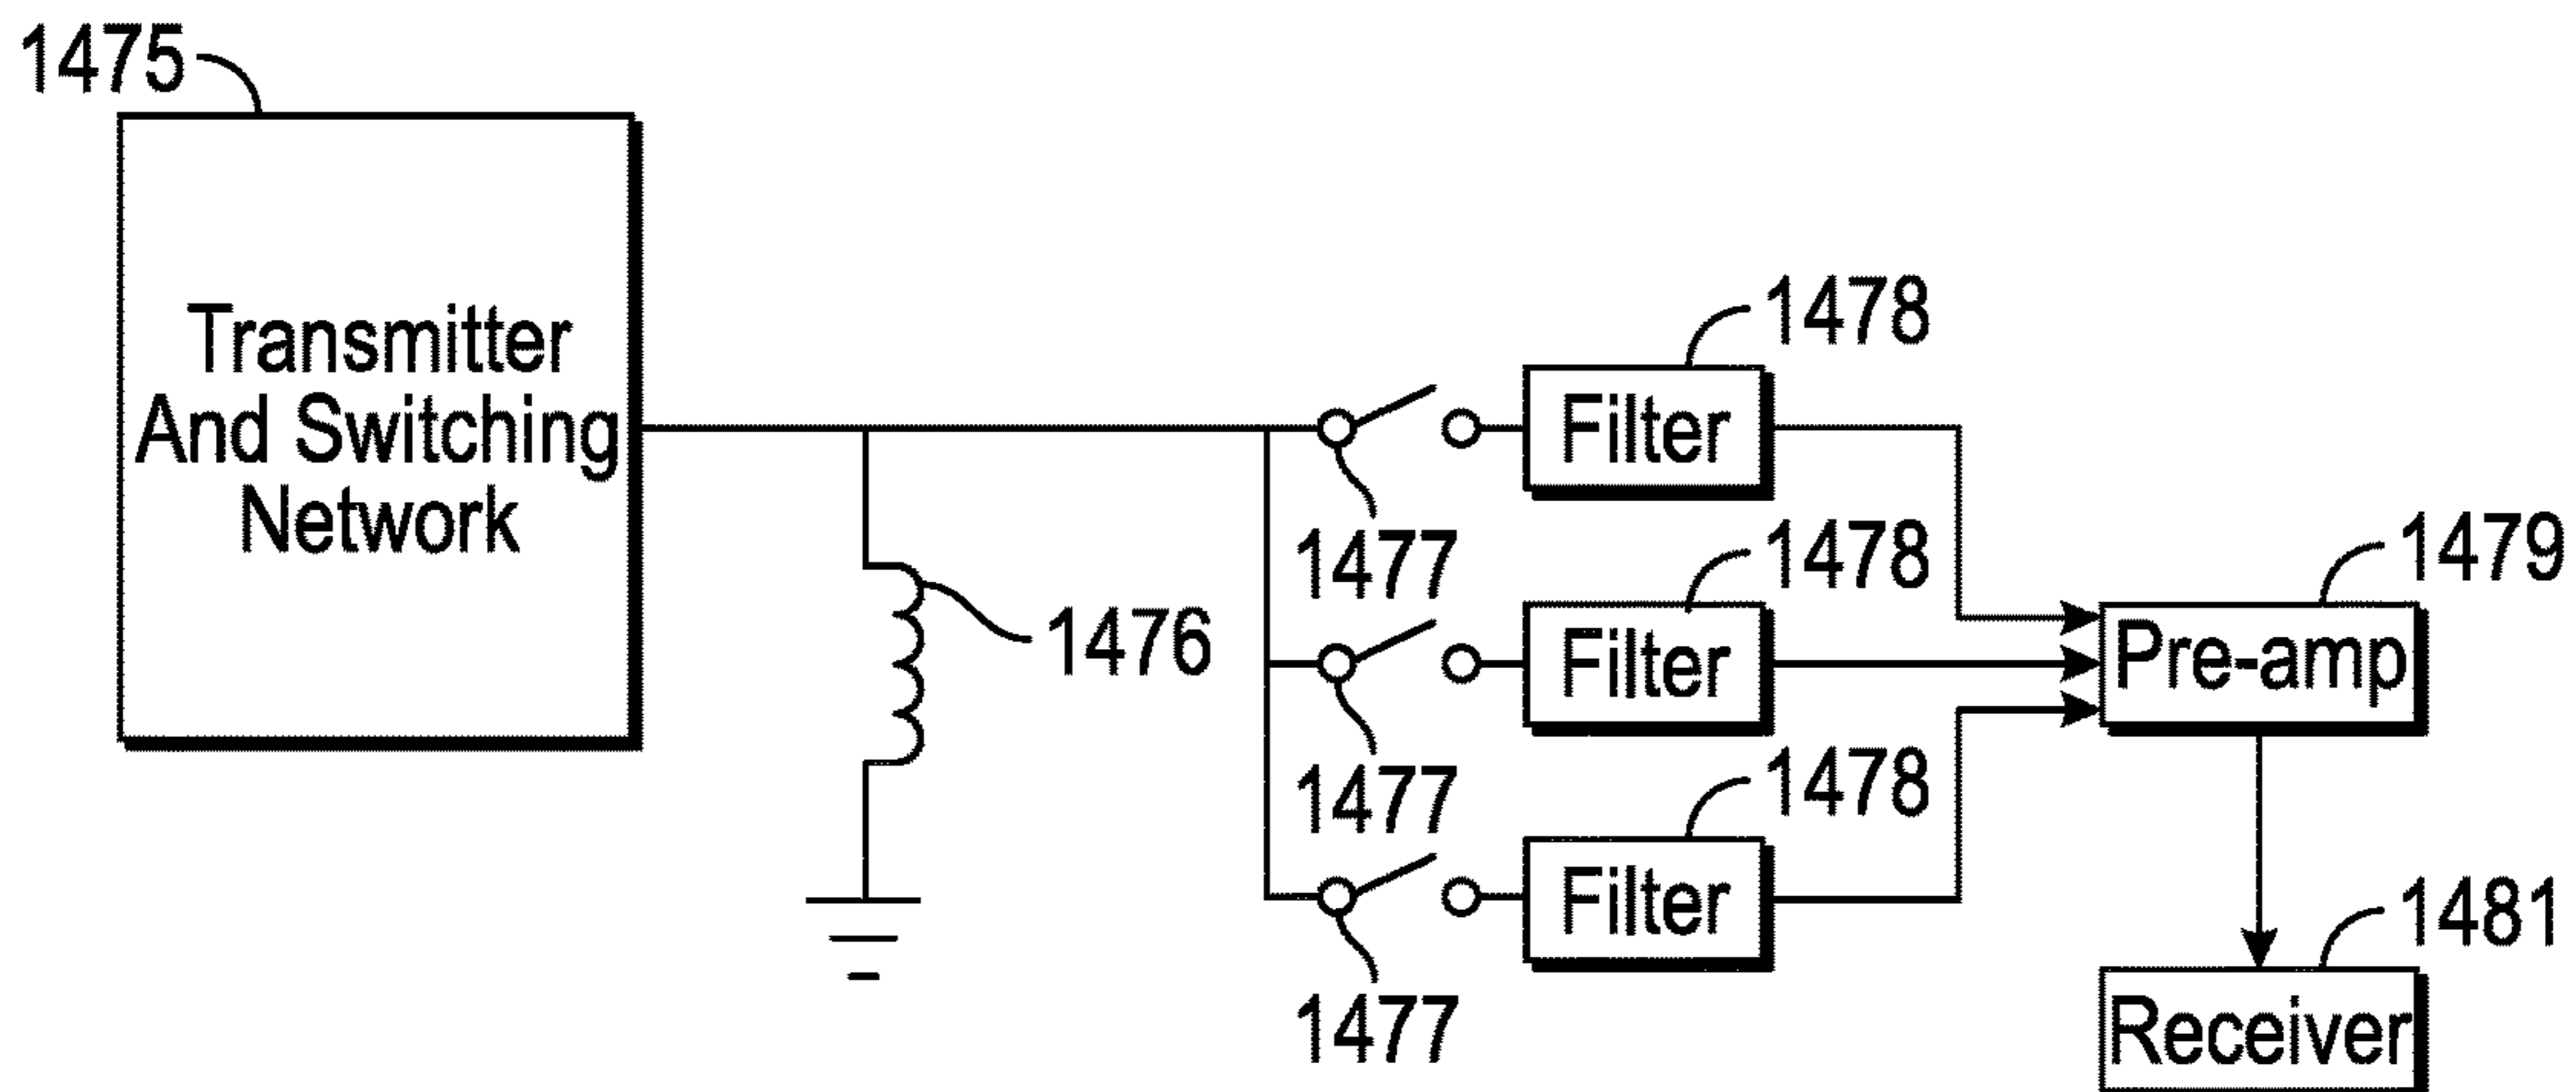 1475
Transmitter
And Switching
Network
1476
1477
1477
1477
1478
Filter
1478
Filter
1478
Filter
1479
Pre-amp
1481
Receiver